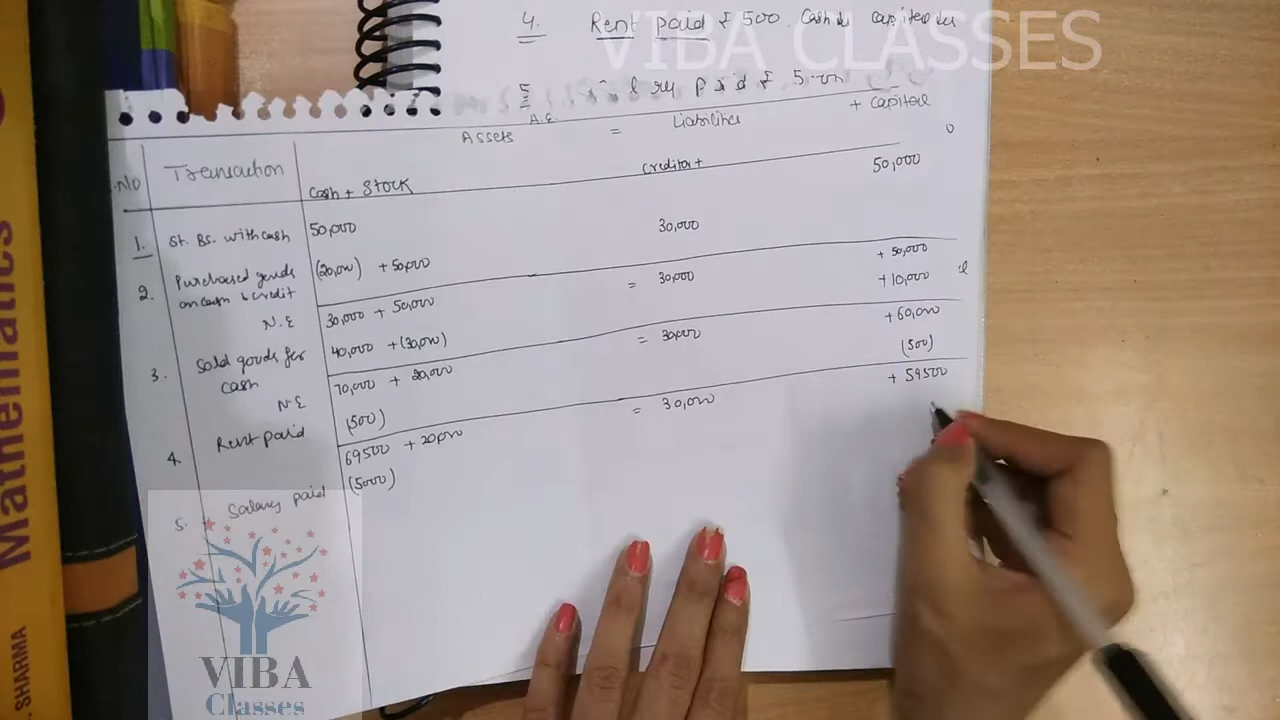 4. Rent paid ₹ 500. Cash ↓ capital ↓
VIBA CLASSES
5 paid ₹ 5000
A.E.
Assets = Liabilities + Capital
.NO Transaction Cash + Stock Creditor + 50,000
1. St. Bs. with cash 50,000
2. Purchased goods on cash & credit (20,000) + 50,000 30,000
N.E 30,000 + 50,000 = 30,000 + 50,000
3. Sold goods for cash 40,000 + (30,000) + 10,000
N.E 70,000 + 20,000 = 30,000 + 60,000
4. Rent paid (500) (500)
69500 + 20,000 = 30,000 + 59500
5. Salary paid (5000)
VIBA
Classes
Mathematics
. SHARMA